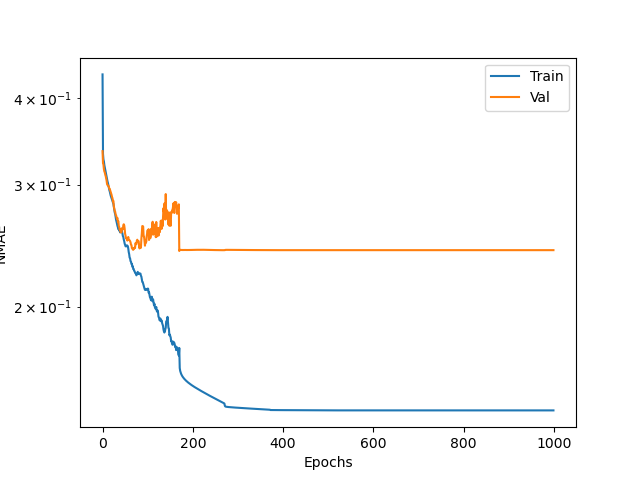 Train
Val
4 × 10⁻¹
3 × 10⁻¹
2 × 10⁻¹
NMAE
0 200 400 600 800 1000
Epochs